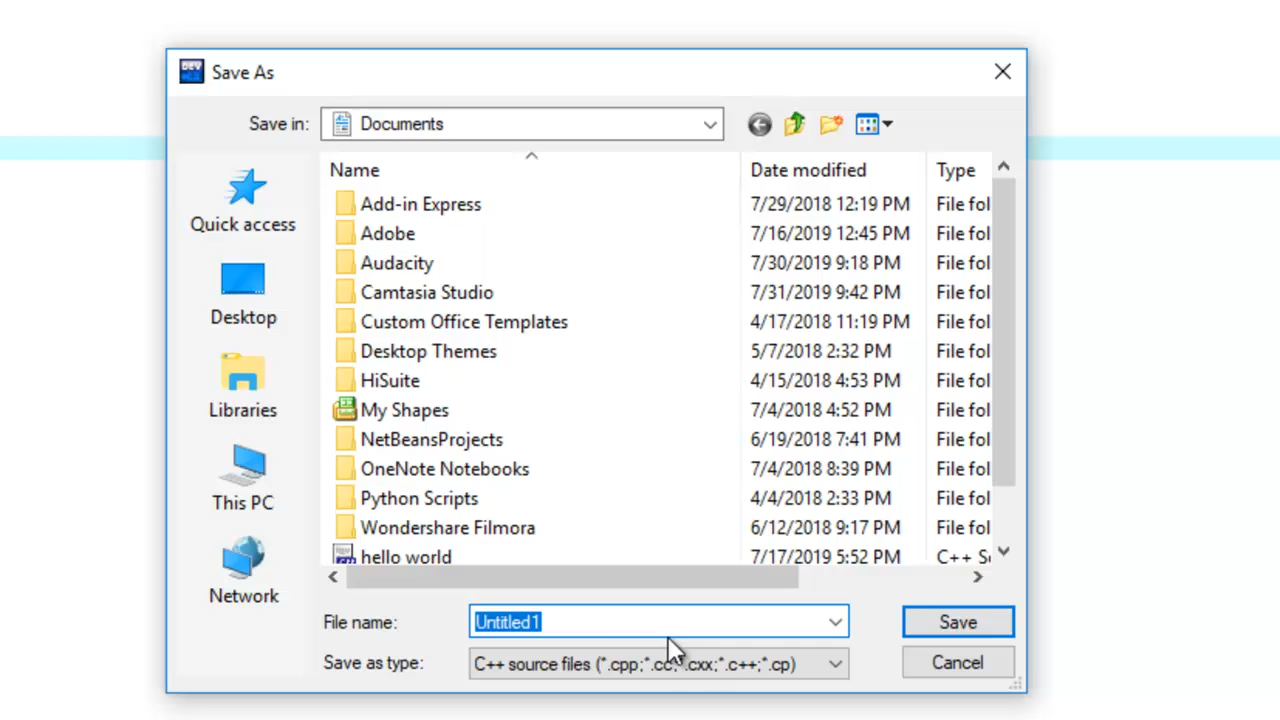 Save As
Save in: Documents
Name Date modified Type
Quick access
Desktop
Libraries
This PC
Network
Add-in Express 7/29/2018 12:19 PM File fol
Adobe 7/16/2019 12:45 PM File fol
Audacity 7/30/2019 9:18 PM File fol
Camtasia Studio 7/31/2019 9:42 PM File fol
Custom Office Templates 4/17/2018 11:19 PM File fol
Desktop Themes 5/7/2018 2:32 PM File fol
HiSuite 4/15/2018 4:53 PM File fol
My Shapes 7/4/2018 4:52 PM File fol
NetBeansProjects 6/19/2018 7:41 PM File fol
OneNote Notebooks 7/4/2018 8:39 PM File fol
Python Scripts 4/4/2018 2:33 PM File fol
Wondershare Filmora 6/12/2018 9:17 PM File fol
hello world 7/17/2019 5:52 PM C++ S
File name: Untitled1 Save
Save as type: C++ source files (*.cpp;*.cc;*.cxx;*.c++;*.cp) Cancel